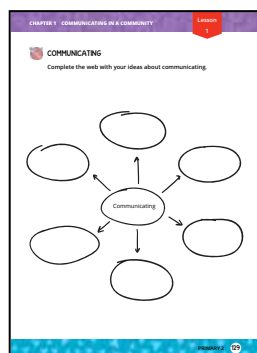 CHAPTER 1 COMMUNICATING IN A COMMUNITY
Lesson
1
COMMUNICATING
Complete the web with your ideas about communicating.
Communicating
PRIMARY 2 129